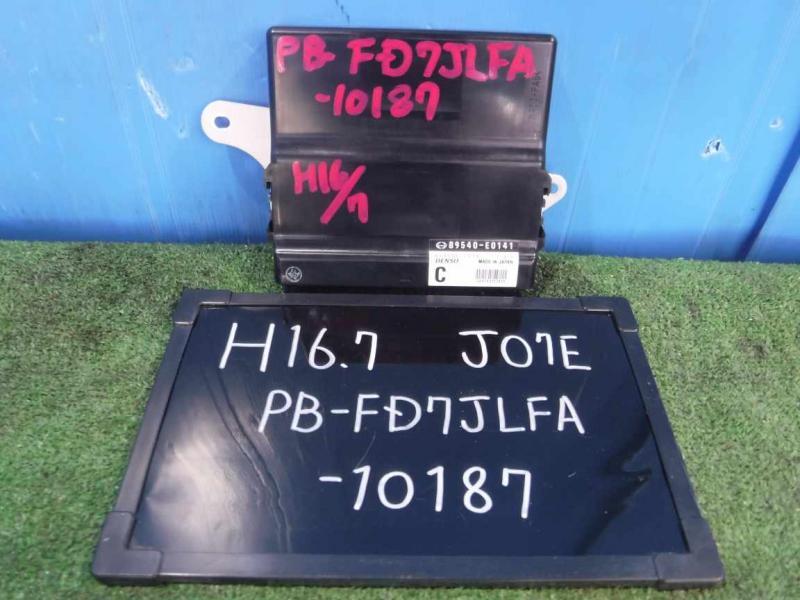 PB- FD7JLFA
-10187
H16/7
89540-E0141
DENSO MADE IN JAPAN
C
H16.7 J07E
PB-FD7JLFA
-10187